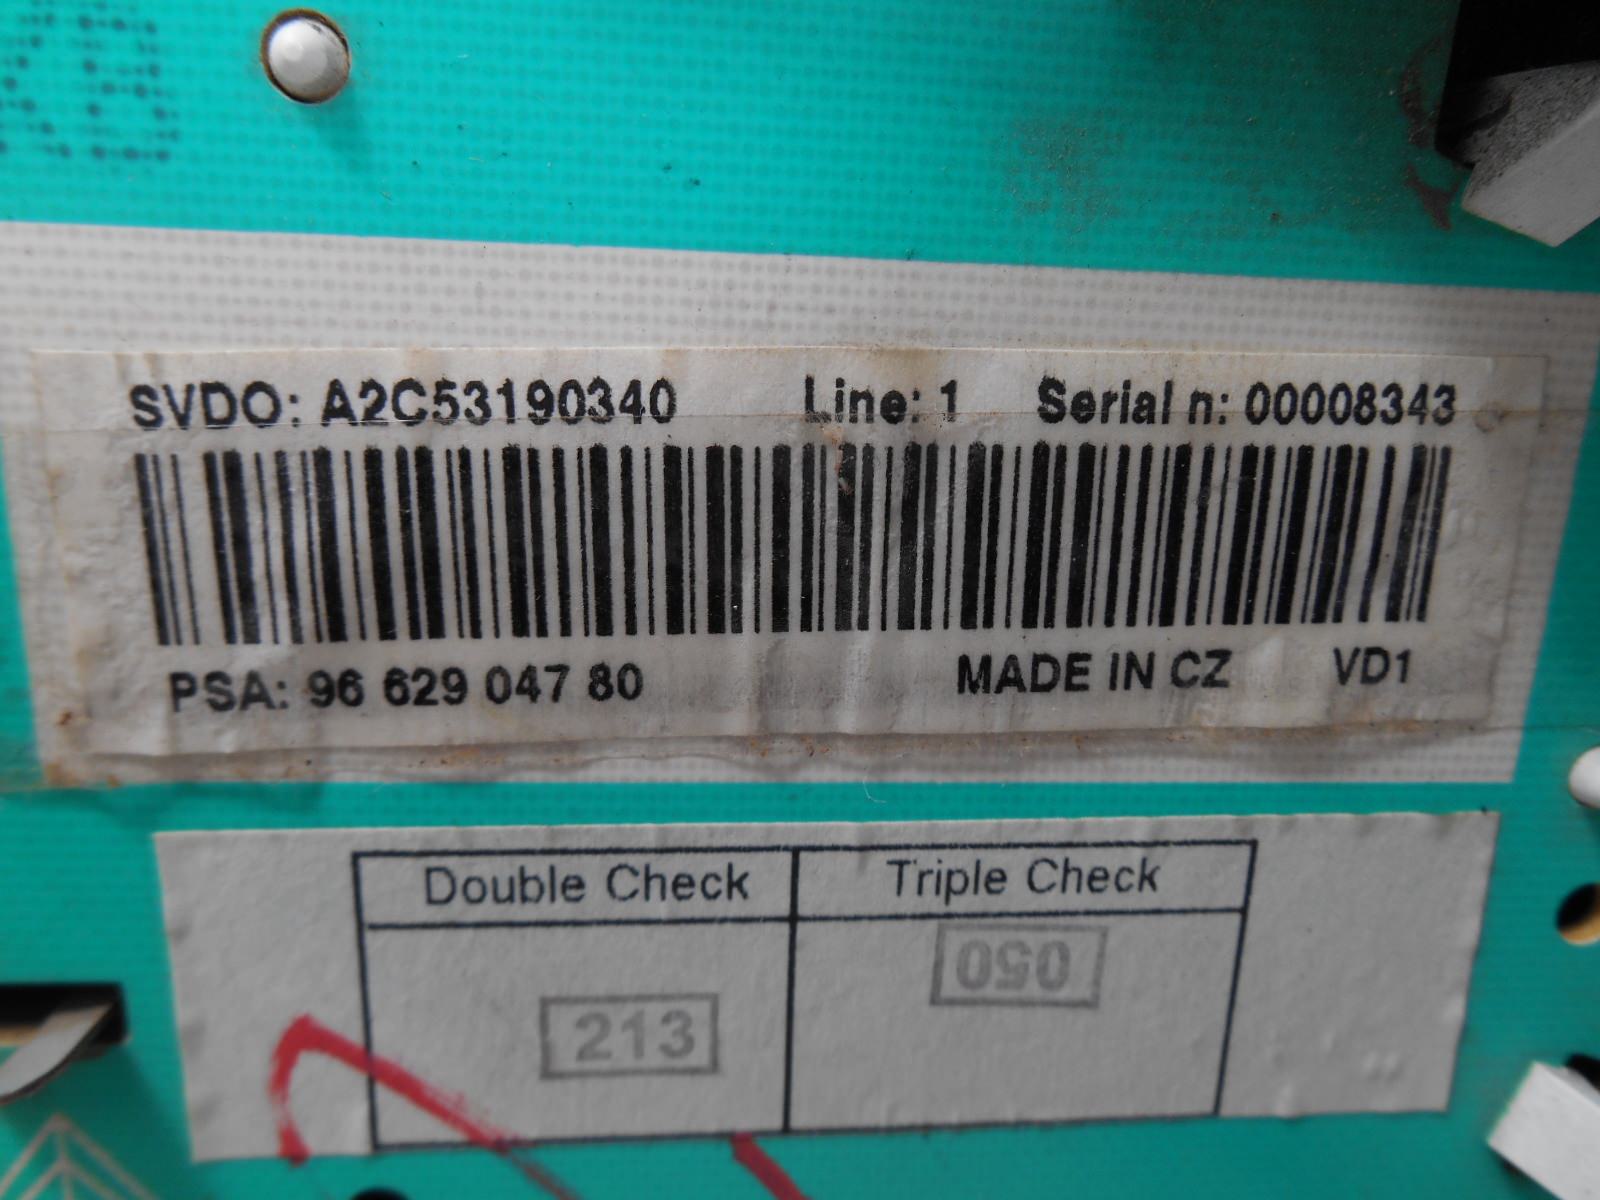 SVDO: A2C53190340 Line: 1 Serial n: 00008343
PSA: 96 629 047 80 MADE IN CZ VD1
Double Check Triple Check
213 050